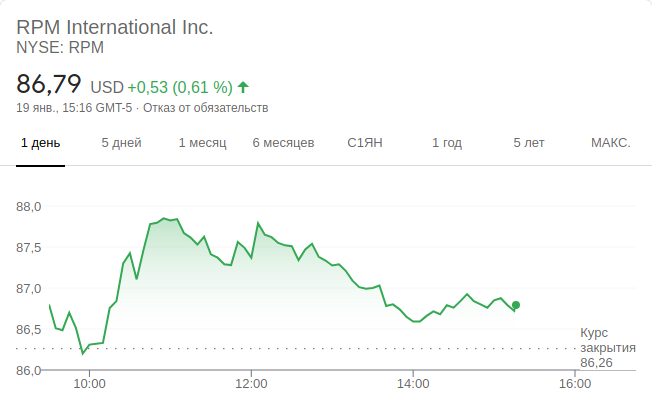 RPM International Inc.
NYSE: RPM
86,79 USD +0,53 (0,61 %)
19 янв., 15:16 GMT-5 · Отказ от обязательств
1 день 5 дней 1 месяц 6 месяцев С1ЯН 1 год 5 лет МАКС.
88,0
87,5
87,0
86,5
86,0
Курс
закрытия
86,26
10:00 12:00 14:00 16:00